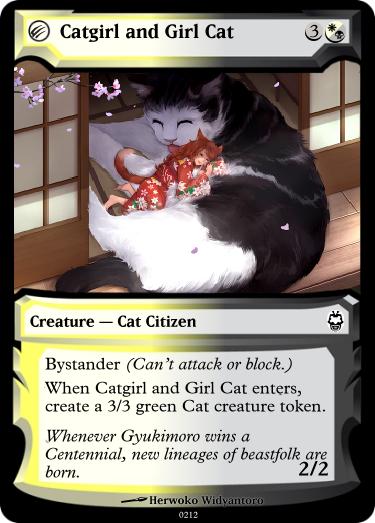 Catgirl and Girl Cat 3
Creature — Cat Citizen
Bystander (Can't attack or block.)
When Catgirl and Girl Cat enters,
create a 3/3 green Cat creature token.
Whenever Gyukimoro wins a
Centennial, new lineages of beastfolk are
born.
2/2
Herwoko Widyantoro
0212